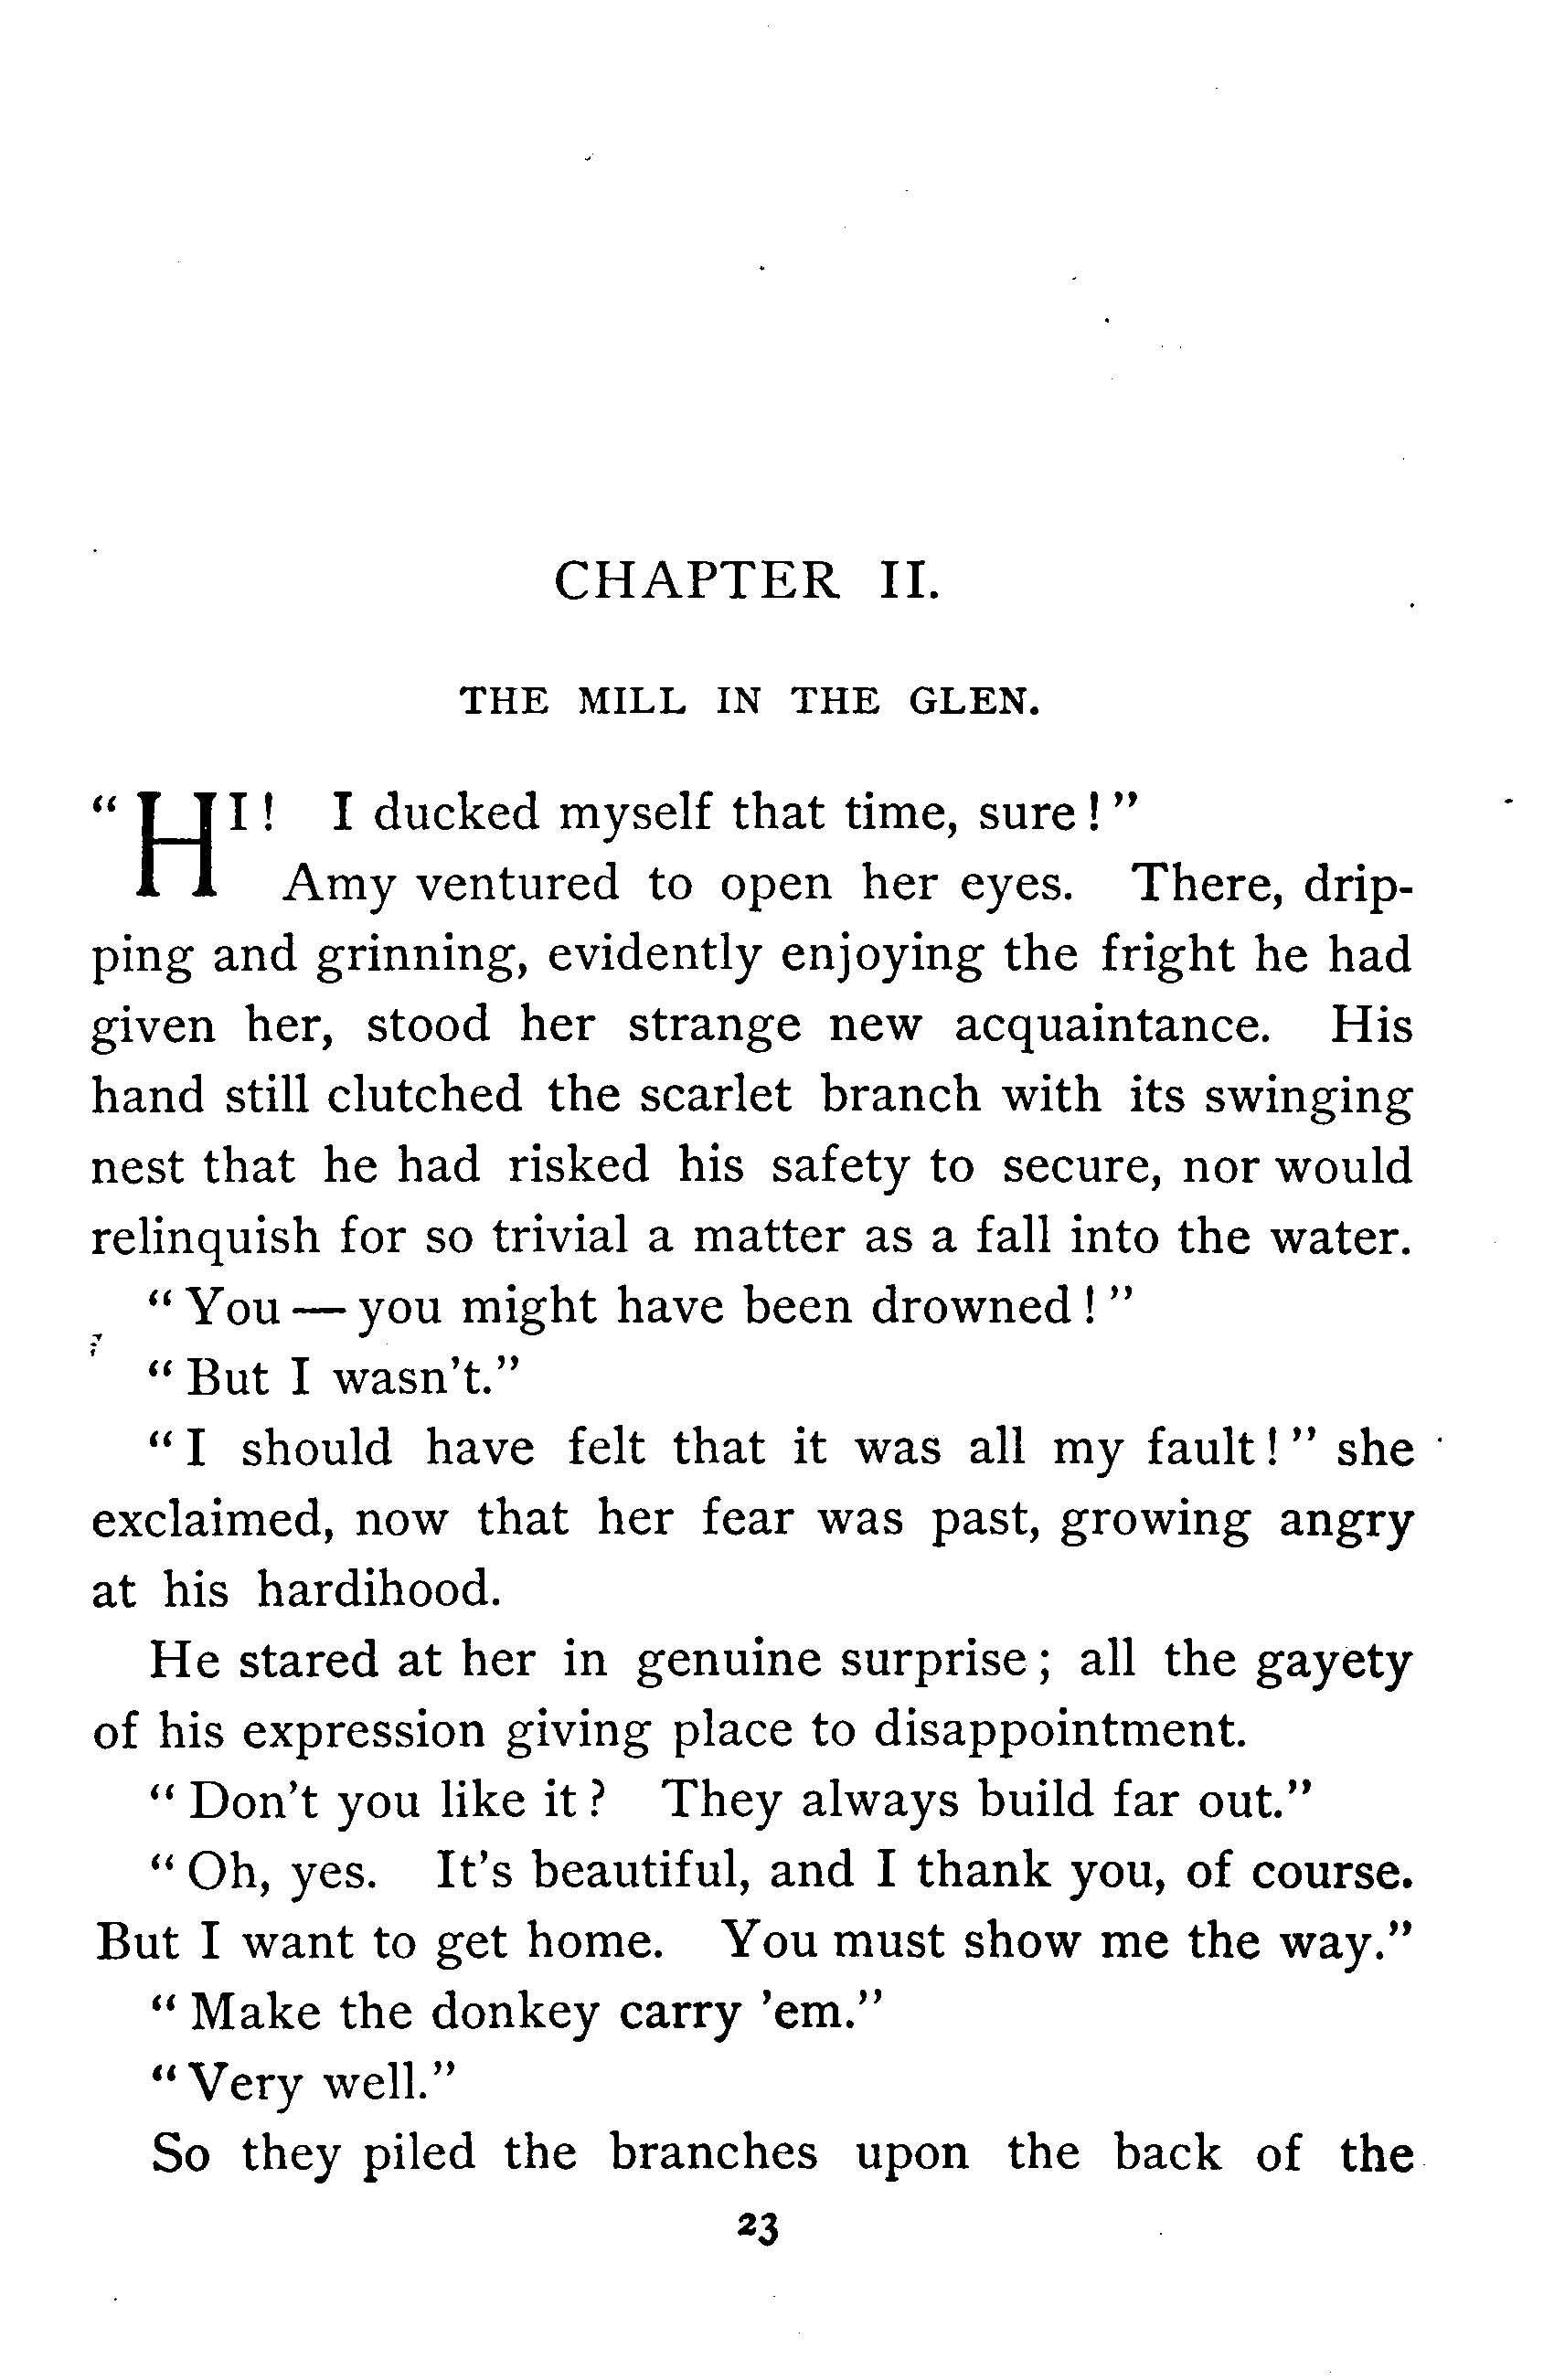 CHAPTER II.
THE MILL IN THE GLEN.
“HI! I ducked myself that time, sure!”
Amy ventured to open her eyes. There, drip-
ping and grinning, evidently enjoying the fright he had
given her, stood her strange new acquaintance. His
hand still clutched the scarlet branch with its swinging
nest that he had risked his safety to secure, nor would
relinquish for so trivial a matter as a fall into the water.
“You — you might have been drowned!”
“But I wasn't.”
“I should have felt that it was all my fault!” she
exclaimed, now that her fear was past, growing angry
at his hardihood.
He stared at her in genuine surprise; all the gayety
of his expression giving place to disappointment.
“Don't you like it? They always build far out.”
“Oh, yes. It's beautiful, and I thank you, of course.
But I want to get home. You must show me the way.”
“Make the donkey carry 'em.”
“Very well.”
So they piled the branches upon the back of the
23